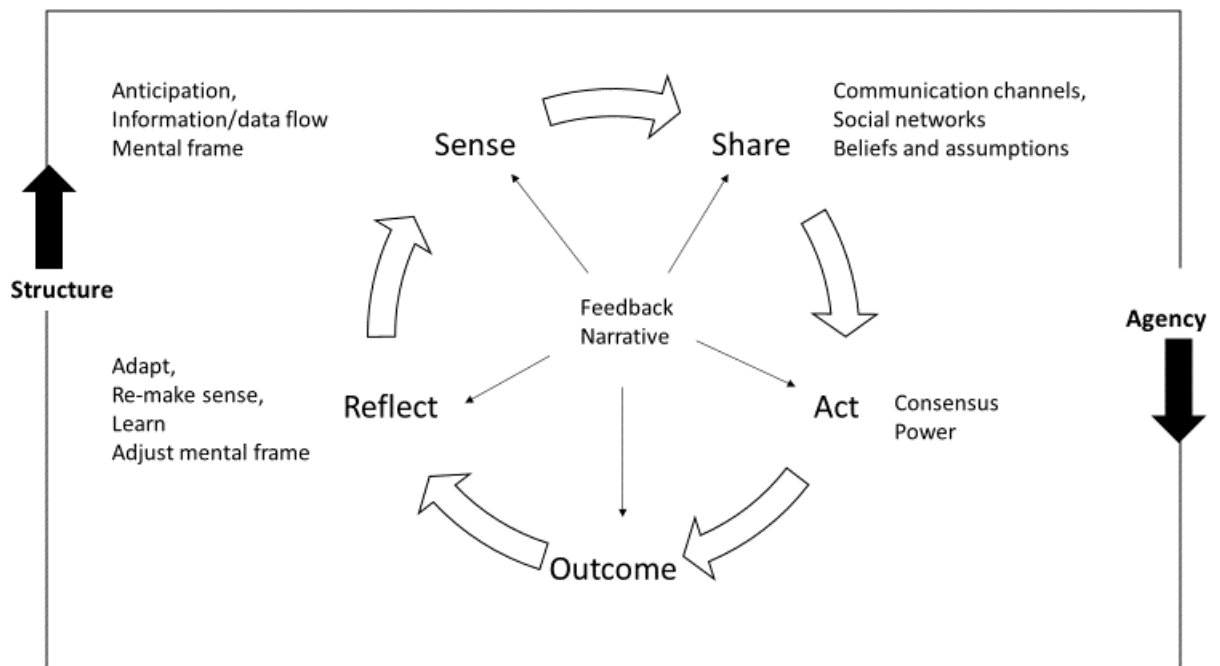 Anticipation,
Information/data flow
Mental frame
Sense
Share
Communication channels,
Social networks
Beliefs and assumptions
Structure
Feedback
Narrative
Agency
Adapt,
Re-make sense,
Learn
Adjust mental frame
Reflect
Act
Consensus
Power
Outcome